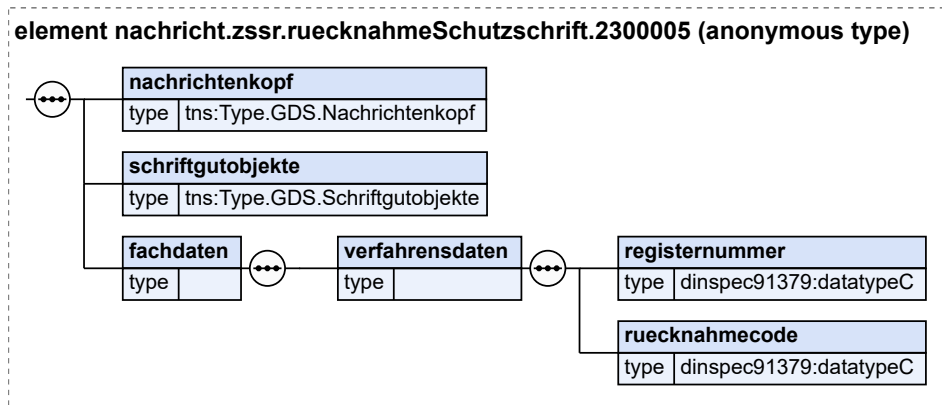 element nachricht.zssr.ruecknahmeSchutzschrift.2300005 (anonymous type)
nachrichtenkopf
type tns:Type.GDS.Nachrichtenkopf
schriftgutobjekte
type tns:Type.GDS.Schriftgutobjekte
fachdaten
type
verfahrensdaten
type
registernummer
type dinspec91379:datatypeC
ruecknahmecode
type dinspec91379:datatypeC